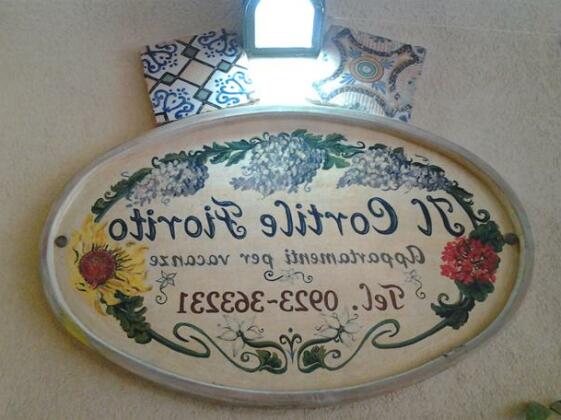 Il Cortile Fiorito
Appartamenti per vacanze
Tel. 0923-363231